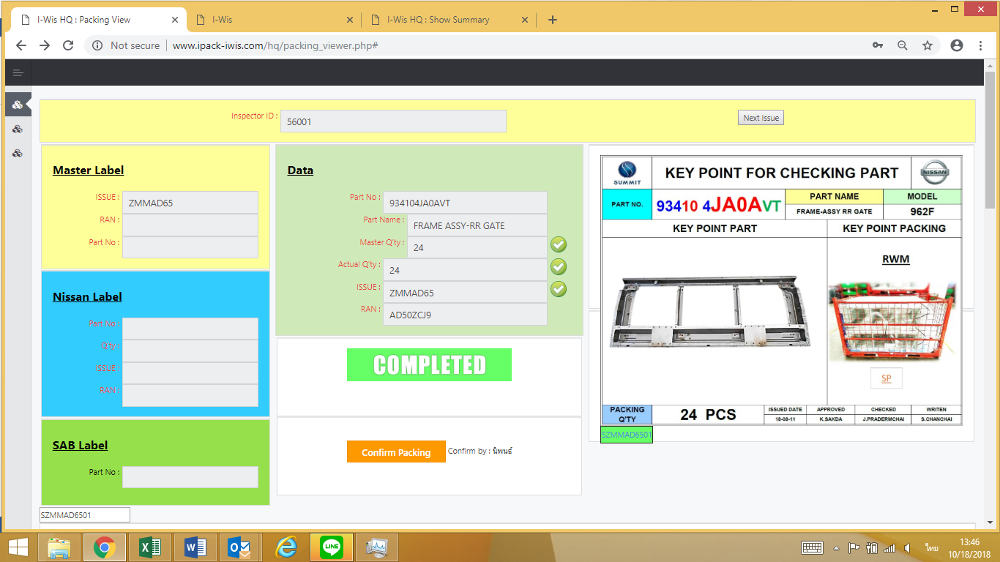 I-Wis HQ : Packing View
I-Wis
I-Wis HQ : Show Summary
Not secure
www.ipack-iwis.com/hq/packing_viewer.php#
Inspector ID :
56001
Next Issue
Master Label
ISSUE :
ZMMAD65
RAN :
Part No :
Nissan Label
Part No :
Q'ty :
ISSUE :
RAN :
SAB Label
Part No :
SZMMAD6501
Data
Part No :
934104JA0AVT
Part Name :
FRAME ASSY-RR GATE
Master Q'ty :
24
Actual Q'ty :
24
ISSUE :
ZMMAD65
RAN :
AD50ZCJ9
COMPLETED
Confirm Packing
Confirm by : นิพนธ์
SUMMIT
KEY POINT FOR CHECKING PART
NISSAN
PART NO.
93410 4JA0AVT
PART NAME
FRAME-ASSY RR GATE
MODEL
962F
KEY POINT PART
KEY POINT PACKING
RWM
SP
PACKING
Q'TY
24 PCS
ISSUED DATE
18-08-11
APPROVED
K.SAKDA
CHECKED
J.PRADERMCHAI
WRITEN
S.CHANCHAI
SZMMAD6501
LINE
ไทย
13:46
10/18/2018